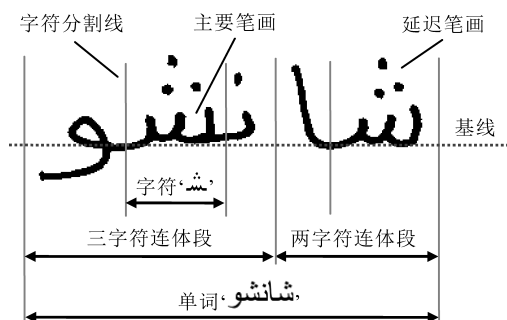 字符分割线 主要笔画 延迟笔画
شانشو
基线
字符‘ﺸ’
三字符连体段 两字符连体段
单词‘شانشو’